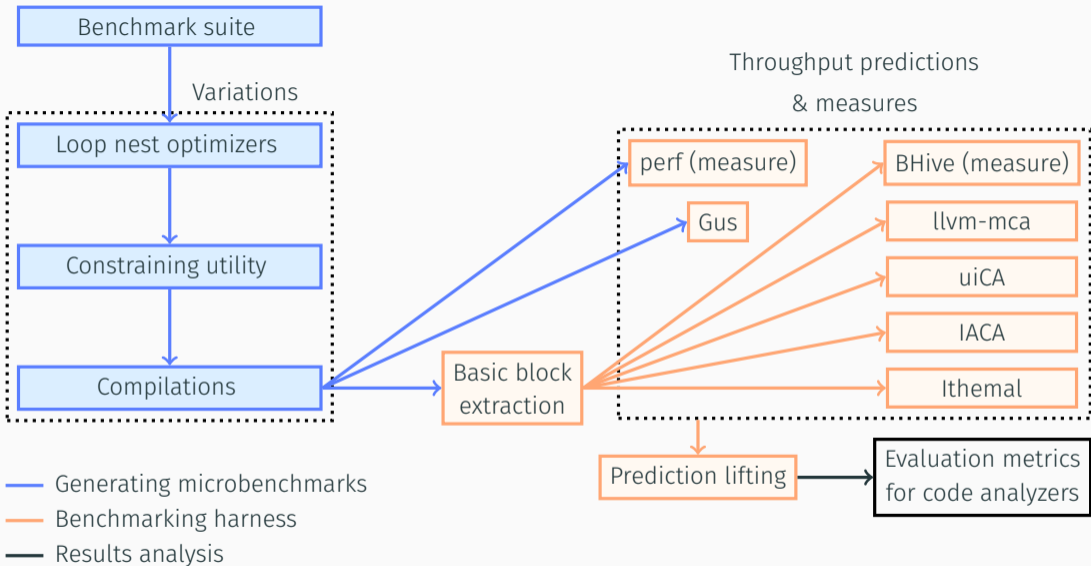 Benchmark suite
Variations
Loop nest optimizers
Constraining utility
Compilations
Throughput predictions
& measures
perf (measure)
Gus
BHive (measure)
llvm-mca
uiCA
IACA
Ithemal
Basic block
extraction
Prediction lifting
Evaluation metrics
for code analyzers
Generating microbenchmarks
Benchmarking harness
Results analysis